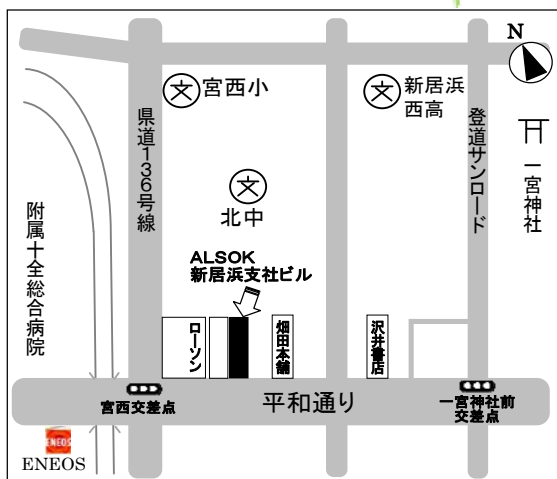 N
宮西小
新居浜
西高
県道136号線
登道サンロード
一宮神社
北中
附属十全総合病院
ALSOK
新居浜支社ビル
ローソン
畑田本舗
沢井書店
宮西交差点
平和通り
一宮神社前
交差点
ENEOS
ENEOS